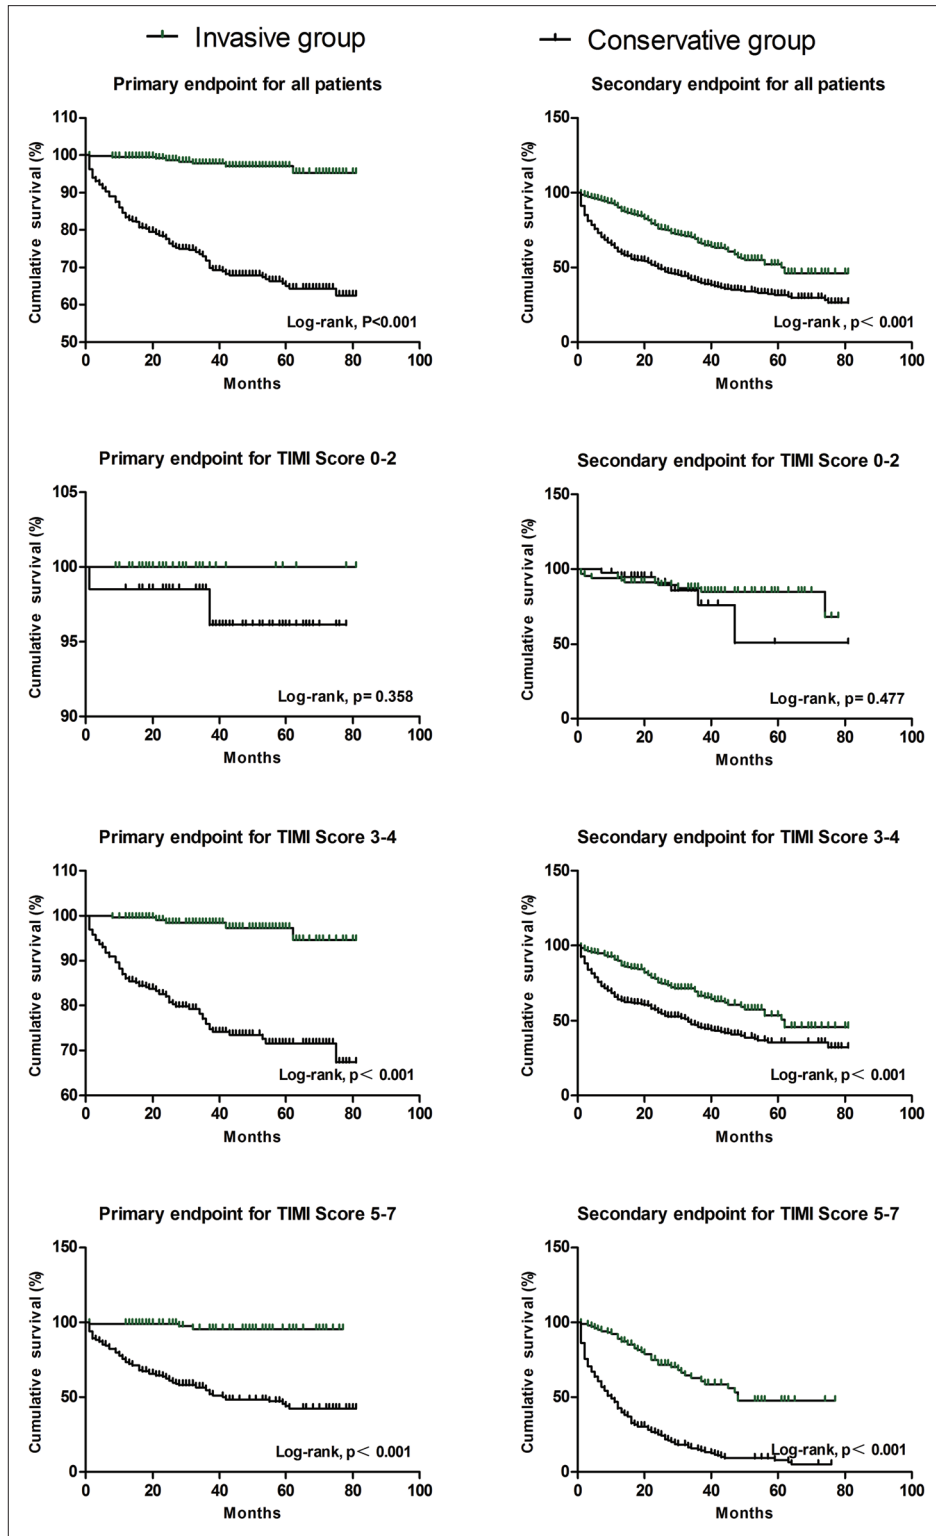 Invasive group
Conservative group
Primary endpoint for all patients
110
100
90
80
70
60
50
Cumulative survival (%)
Log-rank, P<0.001
0 20 40 60 80 100
Months
Secondary endpoint for all patients
150
100
50
0
Cumulative survival (%)
Log-rank, p< 0.001
0 20 40 60 80 100
Months
Primary endpoint for TIMI Score 0-2
105
100
95
90
Cumulative survival (%)
Log-rank, p= 0.358
0 20 40 60 80 100
Months
Secondary endpoint for TIMI Score 0-2
150
100
50
0
Cumulative survival (%)
Log-rank, p= 0.477
0 20 40 60 80 100
Months
Primary endpoint for TIMI Score 3-4
110
100
90
80
70
60
Cumulative survival (%)
Log-rank, p< 0.001
0 20 40 60 80 100
Months
Secondary endpoint for TIMI Score 3-4
150
100
50
0
Cumulative survival (%)
Log-rank, p< 0.001
0 20 40 60 80 100
Months
Primary endpoint for TIMI Score 5-7
150
100
50
0
Cumulative survival (%)
Log-rank, p< 0.001
0 20 40 60 80 100
Months
Secondary endpoint for TIMI Score 5-7
150
100
50
0
Cumulative survival (%)
Log-rank, p< 0.001
0 20 40 60 80 100
Months